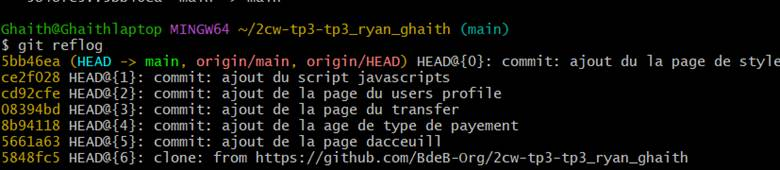 Ghaith@Ghaithlaptop MINGW64 ~/2cw-tp3-tp3_ryan_ghaith (main)
$ git reflog
5bb46ea (HEAD -> main, origin/main, origin/HEAD) HEAD@{0}: commit: ajout du la page de style
ce2f028 HEAD@{1}: commit: ajout du script javascripts
cd92cfe HEAD@{2}: commit: ajout de la page du users profile
08394bd HEAD@{3}: commit: ajout de la page du transfer
8b94118 HEAD@{4}: commit: ajout de la age de type de payement
5661a63 HEAD@{5}: commit: ajout de la page dacceuill
5848fc5 HEAD@{6}: clone: from https://github.com/BdeB-Org/2cw-tp3-tp3_ryan_ghaith